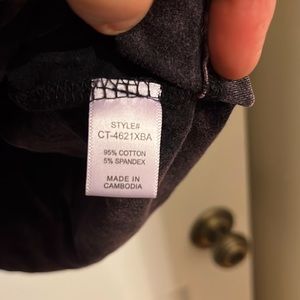 STYLE#
CT-4621XBA
95% COTTON
5% SPANDEX
MADE IN
CAMBODIA